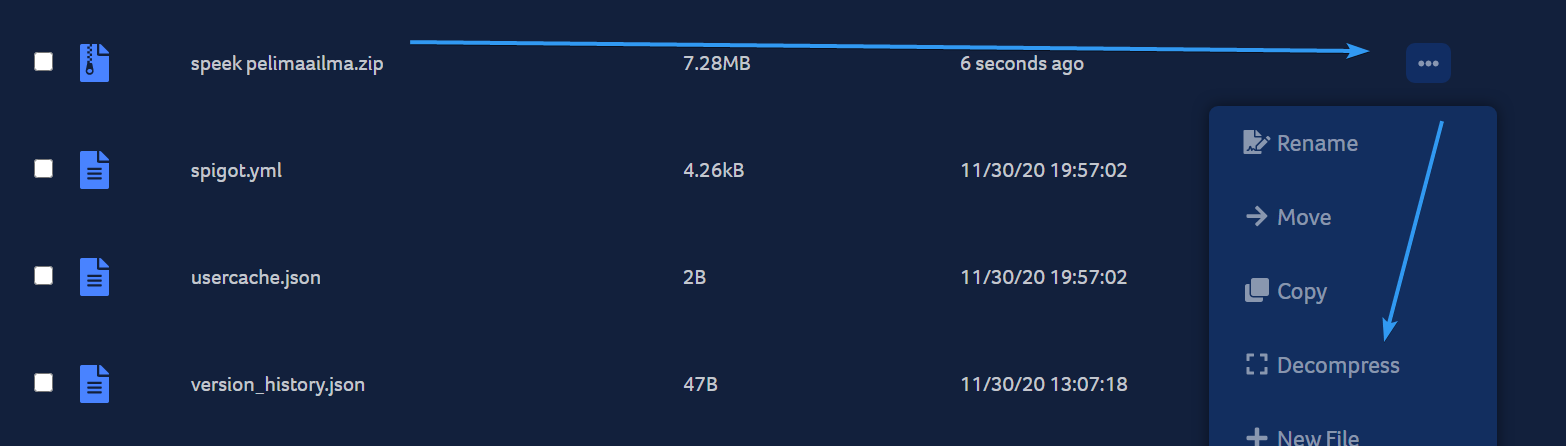 speek pelimaailma.zip 7.28MB 6 seconds ago
Rename
spigot.yml 4.26kB 11/30/20 19:57:02
Move
usercache.json 2B 11/30/20 19:57:02
Copy
Decompress
version_history.json 47B 11/30/20 13:07:18
New File